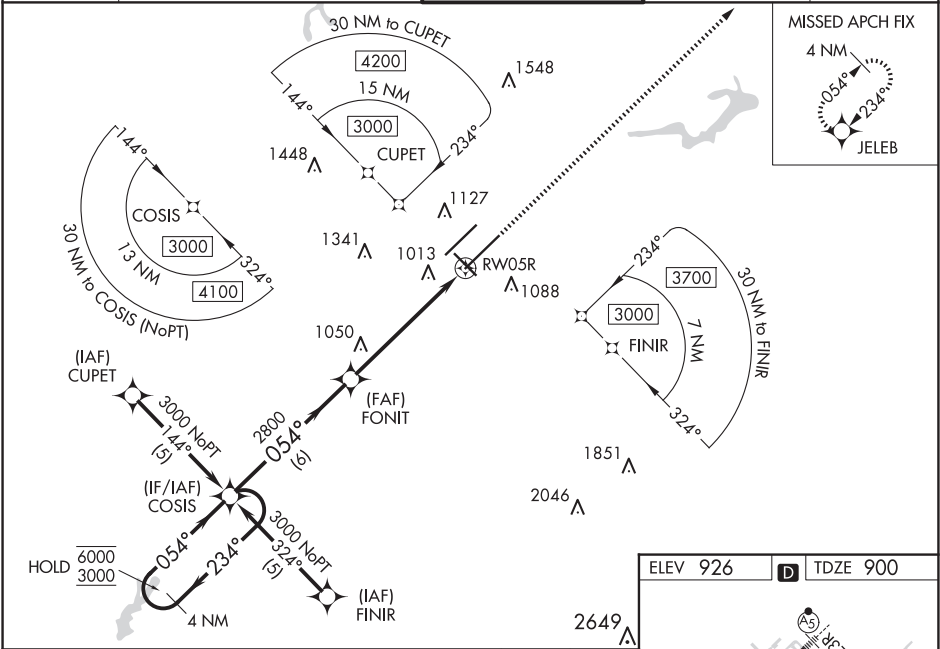 30 NM to CUPET
4200
15 NM
144°
3000
CUPET
234°
1548
1448
1127
1341
1013
RW05R
1088
1050
MISSED APCH FIX
4 NM
054°
234°
JELEB
144°
COSIS
3000
13 NM
4100
324°
30 NM to COSIS (NoPT)
234°
3700
3000
FINIR
7 NM
30 NM to FINIR
324°
(IAF)
CUPET
3000 NoPT
144°
(5)
(FAF)
FONIT
2800
054°
(6)
(IF/IAF)
COSIS
3000 NoPT
324°
(5)
(IAF)
FINIR
HOLD
6000
3000
054°
234°
4 NM
1851
2046
2649
ELEV 926
D
TDZE 900
A5